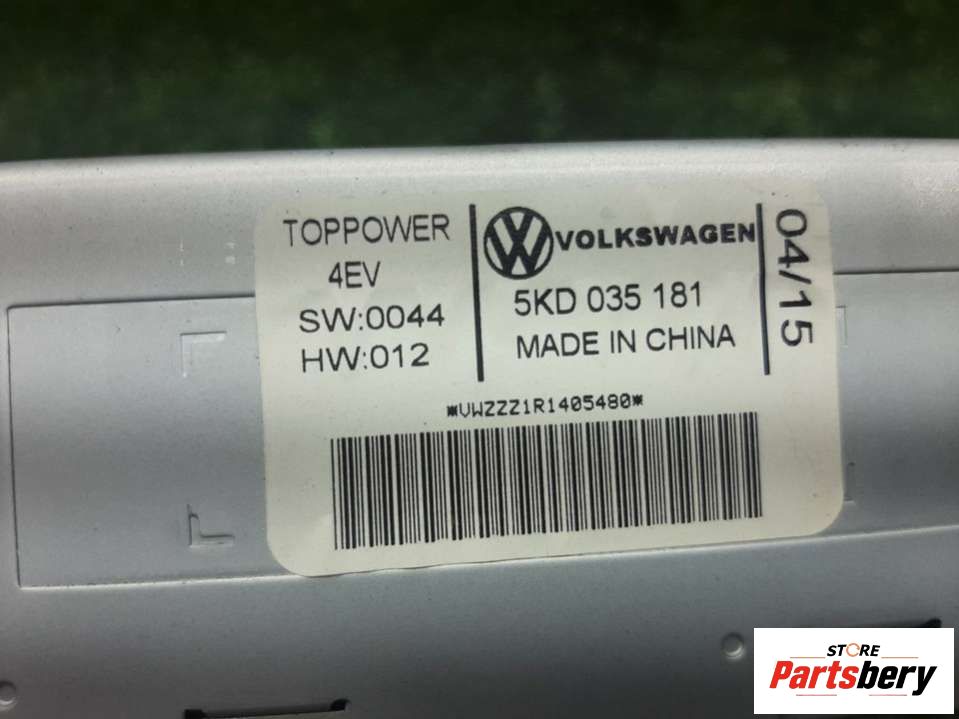 TOPPOWER
4EV
SW:0044
HW:012
VOLKSWAGEN
5KD 035 181
MADE IN CHINA
04/15
*VWZZZ1R1405480*
STORE
Partsbery